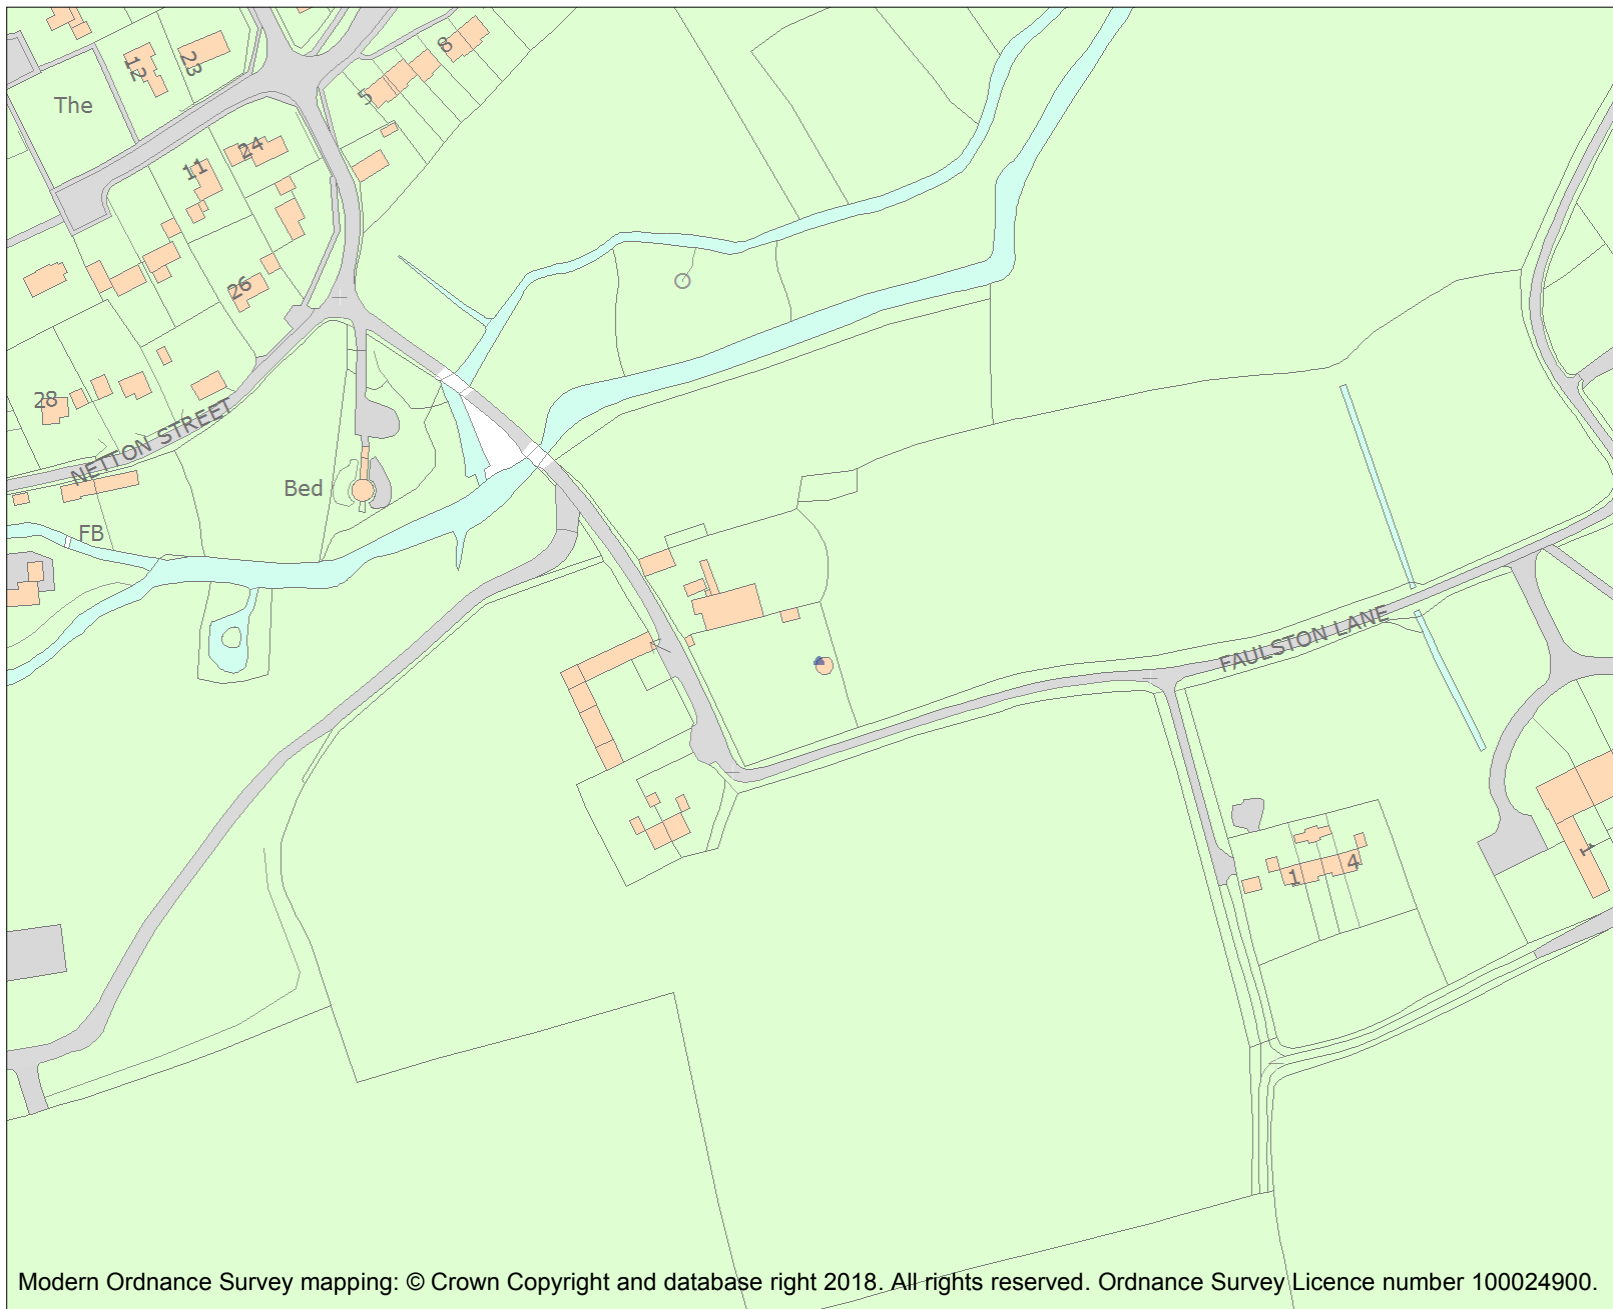 8
12
23
5
The
24
11
26
28
NETTON STREET
Bed
FB
FAULSTON LANE
1
4
1
Modern Ordnance Survey mapping: © Crown Copyright and database right 2018. All rights reserved. Ordnance Survey Licence number 100024900.